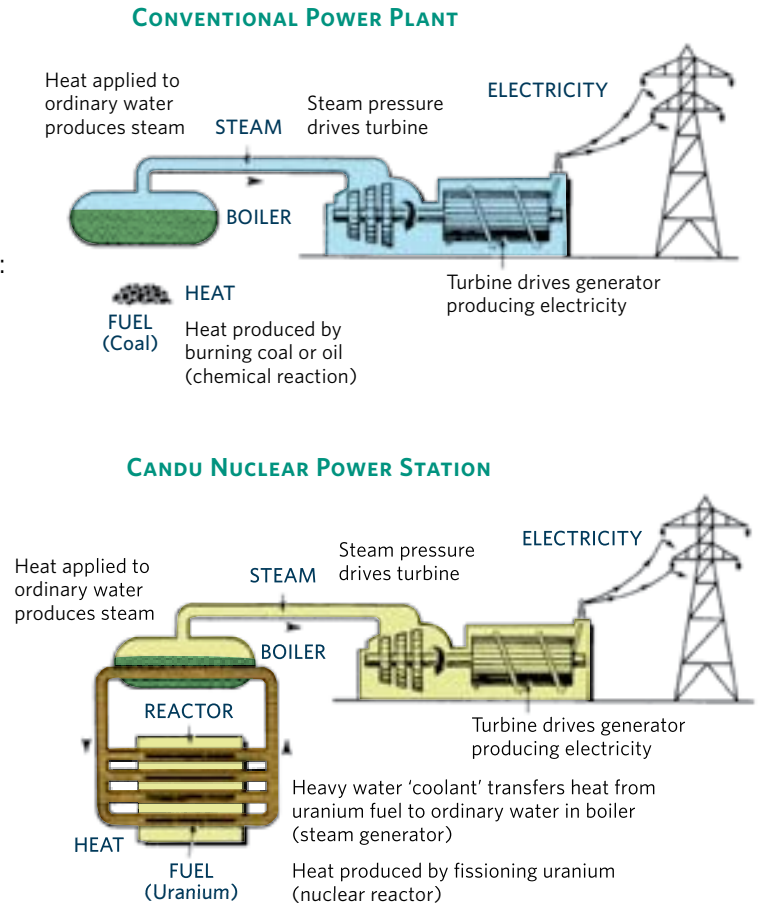 CONVENTIONAL POWER PLANT
Heat applied to
ordinary water
produces steam
STEAM
Steam pressure
drives turbine
ELECTRICITY
BOILER
:
Turbine drives generator
producing electricity
HEAT
FUEL
(Coal)
Heat produced by
burning coal or oil
(chemical reaction)
CANDU NUCLEAR POWER STATION
Heat applied to
ordinary water
produces steam
STEAM
Steam pressure
drives turbine
ELECTRICITY
BOILER
REACTOR
Turbine drives generator
producing electricity
Heavy water ‘coolant’ transfers heat from
uranium fuel to ordinary water in boiler
(steam generator)
HEAT
FUEL
(Uranium)
Heat produced by fissioning uranium
(nuclear reactor)